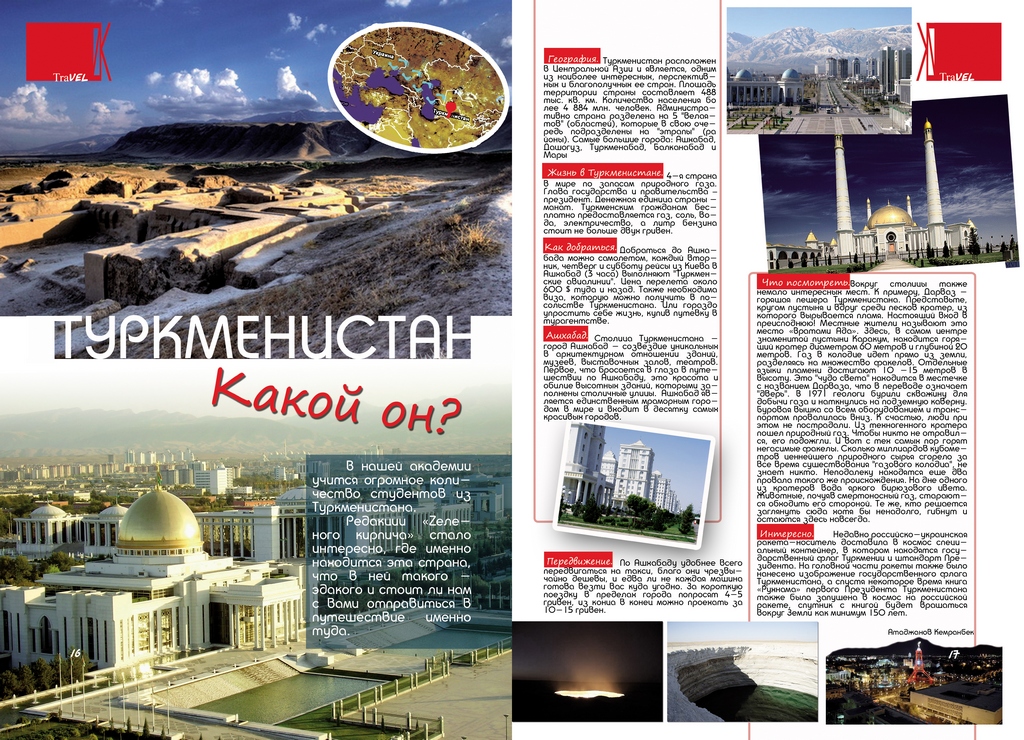 TraVEL
Украина
Туркменистан
ТУРКМЕНИСТАН
Какой он?
В нашей академии
учится огромное коли-
чество студентов из
Туркменистана.
Редакции «Zеле-
ного кирпича» стало
интересно, где именно
находится эта страна,
что в ней такого –
эдакого и стоит ли нам
с вами отправиться в
путешествие именно
туда.
16
География. Туркменистан расположен
в Центральной Азии и является, одним
из наиболее интересных, перспектив-
ных и благополучных ее стран. Площадь
территории страны составляет 488
тыс. кв. км. Количество населения бо
лее 4 884 млн. человек. Администра-
тивно страна разделена на 5 "велоя-
тов" (областей), которые в свою оче-
редь подразделены на "этрапы" (ра
йоны). Самые большие города: Ашхабад,
Дашогуз, Туркменабад, Балканабад и
Мары
Жизнь в Туркменистане. 4-я страна
в мире по запасам природного газа.
Глава государства и правительства –
президент. Денежная единица страны –
манат. Туркменским гражданам бес-
платно предоставляется газ, соль, во-
да, электричество, а литр бензина
стоит не больше двух гривен.
Как добраться. Добраться до Ашха-
бада можно самолетом, каждый втор-
ник, четверг и субботу рейсы из Киева в
Ашхабад (3 часа) выполняют "Туркмен-
ские авиалинии". Цена перелета около
600 $ туда и назад. Также необходима
виза, которую можно получить в по-
сольстве Туркменистана. Или гораздо
упростить себе жизнь, купив путевку в
турагентстве.
Ашхабад. Столица Туркменистана –
город Ашхабад – созвездие уникальных
в архитектурном отношении зданий,
музеев, выставочных залов, театров.
Первое, что бросается в глаза в путе-
шествии по Ашхабаду, это красота и
обилие высотных зданий, которыми за-
полнены столичные улицы. Ашхабад яв-
ляется единственным мраморным горо-
дом в мире и входит в десятку самых
красивых городов.
Передвижение. По Ашхабаду удобнее всего
передвигаться на такси, благо они чрезвы-
чайно дешевы, и едва ли не каждая машина
готова везти вас куда угодно. За короткую
поездку в пределах города попросят 4–5
гривен, из конца в конец можно проехать за
10–15 гривен.
TraVEL
Что посмотреть. Вокруг столицы также
немало интересных мест. К примеру, Дарваз –
горящая пещера Туркменистана. Представьте,
кругом пустыня и вдруг среди песков кратер, из
которого вырывается пламя. Настоящий вход в
преисподнюю! Местные жители называют это
место «вратами Ада». Здесь, в самом центре
знаменитой пустыни Каракум, находится горя-
щий кратер диаметром 60 метров и глубиной 20
метров. Газ в колодце идет прямо из земли,
разделяясь на множество факелов. Отдельные
языки пламени достигают 10 –15 метров в
высоту. Это "чудо света" находится в местечке
с названием Дарваза, что в переводе означает
"дверь". В 1971 геологи бурили скважину для
добычи газа и наткнулись на подземную каверну.
Буровая вышка со всем оборудованием и транс-
портом провалилась вниз. К счастью, люди при
этом не пострадали. Из техногенного кратера
пошел природный газ. Чтобы никто не отравил-
ся, его подожгли. И вот с тех самых пор горят
негасимые факелы. Сколько миллиардов кубоме-
тров ценнейшего природного сырья сгорело за
все время существования "газового колодца", не
знает никто. Неподалеку находятся еще два
провала такого же происхождения. На дне одного
из кратеров вода яркого бирюзового цвета.
Животные, почуяв смертоносный газ, старают-
ся обходить его стороной. Те же, кто решается
заглянуть сюда хотя бы ненадолго, гибнут и
остаются здесь навсегда.
Интересно. Недавно российско-украинская
ракета-носитель доставила в космос специ-
альный контейнер, в котором находятся госу-
дарственный флаг Туркмении и штандарт Пре-
зидента. На головной части ракеты также было
нанесено изображение государственного флага
Туркменистана, а спустя некоторое время книга
«Рухнама» первого Президента Туркменистана
также была запущена в космос на российской
ракете, спутник с книгой будет вращаться
вокруг Земли как минимум 150 лет.
Атаджанов Кемранбек
17